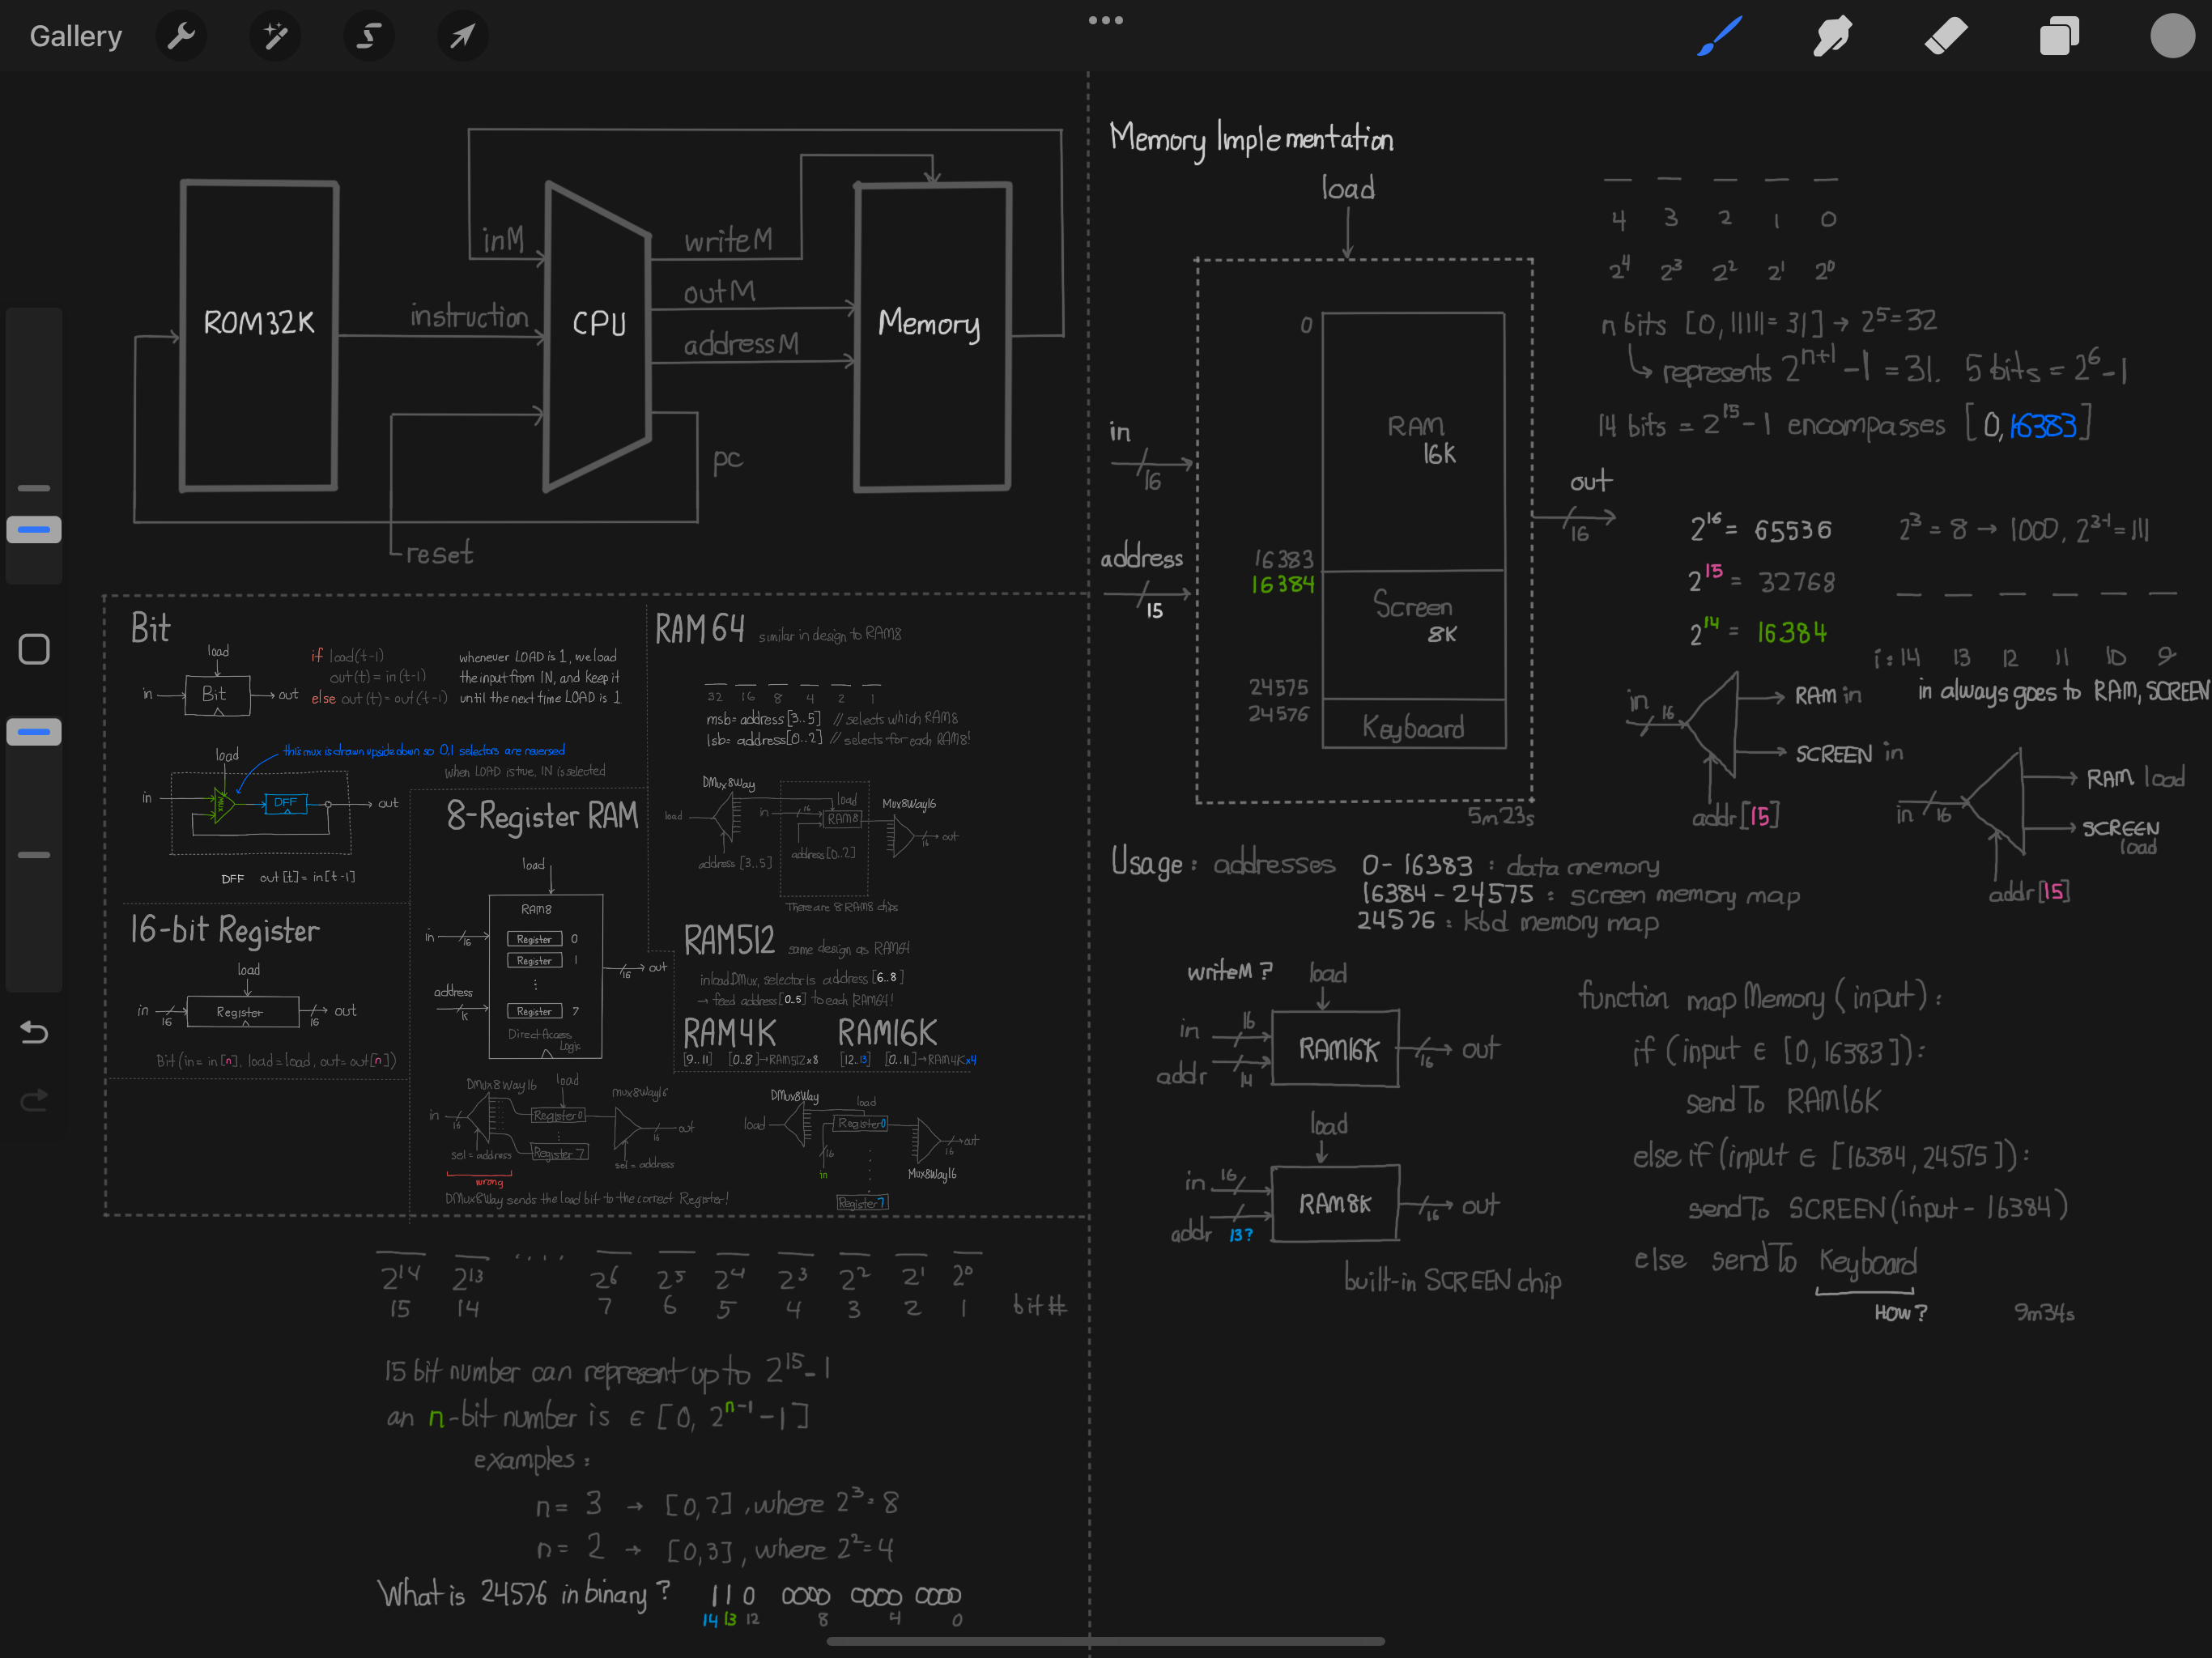 Gallery
ROM32K
instruction
inM
CPU
writeM
outM
addressM
Memory
pc
reset
Bit
load
in
Bit
out
if load(t-1)
out(t) = in(t-1)
else out(t) = out(t-1)
whenever LOAD is 1, we load
the input from IN, and keep it
until the next time LOAD is 1
this mux is drawn upside down so 0,1 selectors are reversed
when LOAD is true, IN is selected
load
in
DFF
out
DFF out[t] = in[t-1]
16-bit Register
load
in
16
Register
16
out
Bit(in=in[n], load=load, out=out[n])
8-Register RAM
load
RAM8
in
16
Register 0
Register 1
⋮
Register 7
address
k
Direct Access
Logic
16
out
DMux8Way16
load
mux8Way16
in
16
Register 0
⋮
Register 7
16
out
sel = address
sel = address
wrong
DMux8Way sends the load bit to the correct Register!
RAM64 similar in design to RAM8
32 16 8 4 2 1
msb = address[3..5] // selects which RAM8
lsb = address[0..2] // selects for each RAM8!
DMux8Way
load
load
in
16
RAM8
Mux8Way16
16
out
address [3..5]
address[0..2]
There are 8 RAM8 chips
RAM512 same design as RAM64
in load DMux, selector is address [6..8]
→ feed address[0..5] to each RAM64!
RAM4K RAM16K
[9..11] [0..8]→RAM512x8 [12..13] [0..11]→RAM4Kx4
DMux8Way
load
load
Register0
16
in
Register7
16
out
Mux8Way16
2^14 2^13 .... 2^6 2^5 2^4 2^3 2^2 2^1 2^0
15 14 7 6 5 4 3 2 1 bit#
15 bit number can represent up to 2^15 - 1
an n-bit number is ∈ [0, 2^n-1 - 1]
examples:
n = 3 → [0,7], where 2^3 = 8
n = 2 → [0,3], where 2^2 = 4
What is 24576 in binary? 110 0000 0000 0000
14 13 12 8 4 0
Memory Implementation
load
0
RAM
16K
in
16
out
16
address
15
16383
16384
Screen
8K
24575
24576
Keyboard
5m23s
4 3 2 1 0
2^4 2^3 2^2 2^1 2^0
n bits [0, 11111 = 31] → 2^5 = 32
↳ represents 2^n+1 - 1 = 31. 5 bits = 2^6 - 1
14 bits = 2^15 - 1 encompasses [0, 16383]
2^16 = 65536
2^15 = 32768
2^14 = 16384
2^3 = 8 → 1000, 2^3-1 = 111
i: 14 13 12 11 10 9
in always goes to RAM, SCREEN
in
16
RAM in
SCREEN in
addr[15]
in
16
RAM load
SCREEN
load
addr[15]
Usage: addresses 0 - 16383 : data memory
16384 - 24575 : screen memory map
24576 : kbd memory map
writeM?
load
in
16
addr
14
RAM16K
16
out
load
in
16
addr
13?
RAM8K
16
out
built-in SCREEN chip
function map Memory (input):
if (input ∈ [0, 16383]):
sendTo RAM16K
else if (input ∈ [16384, 24575]):
sendTo SCREEN(input - 16384)
else sendTo Keyboard
HOW?
9m34s